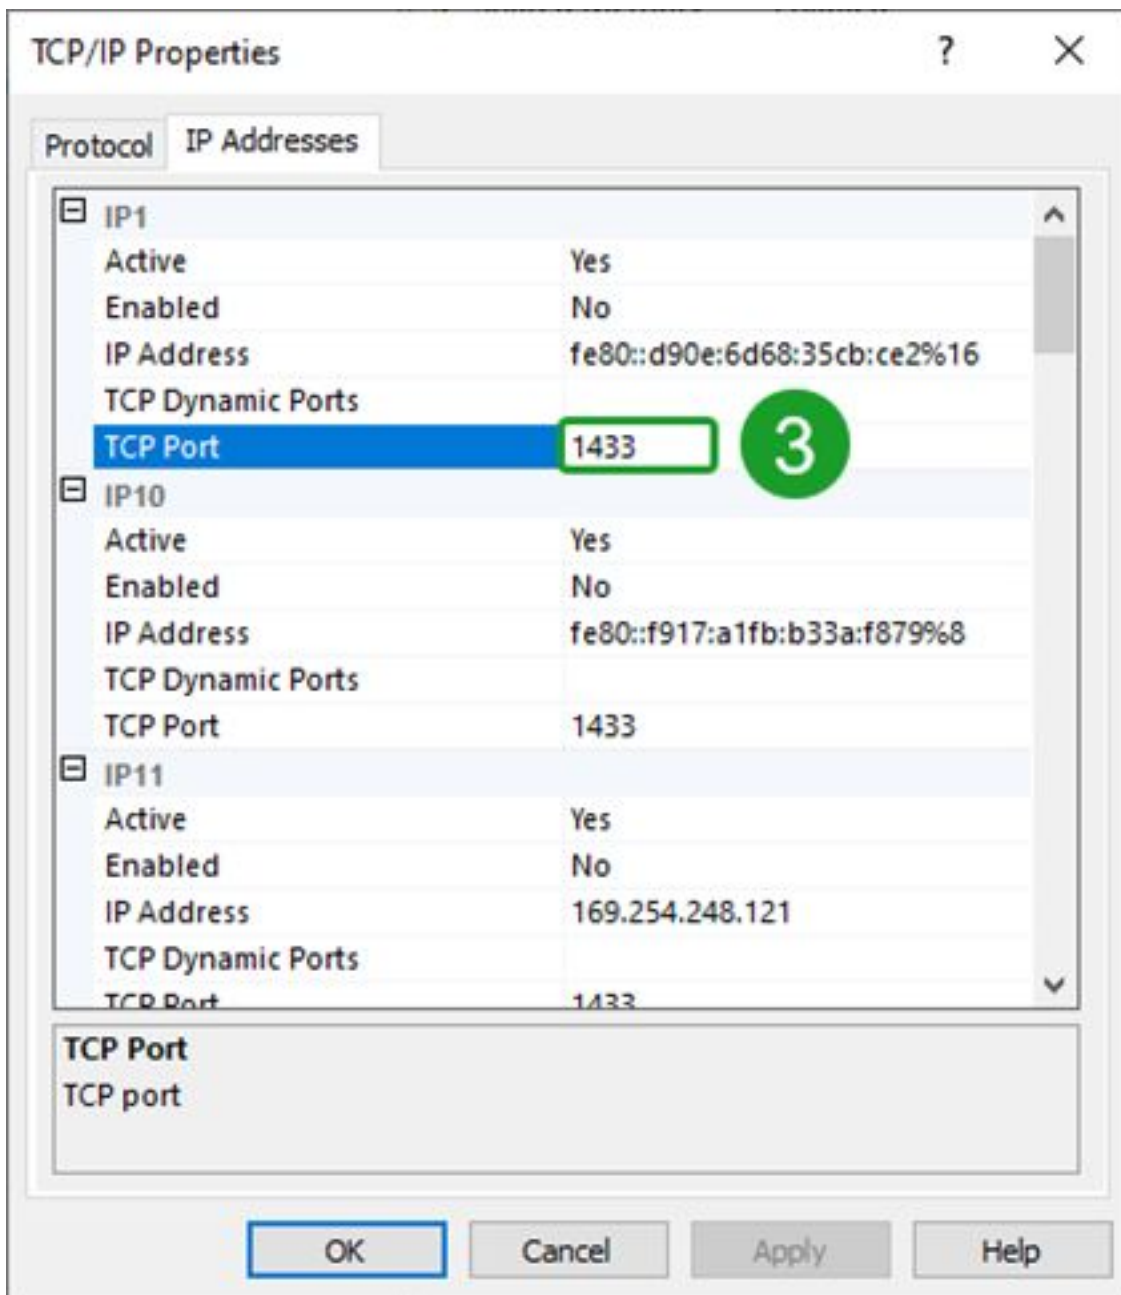 TCP/IP Properties ?
Protocol IP Addresses
IP1
Active Yes
Enabled No
IP Address fe80::d90e:6d68:35cb:ce2%16
TCP Dynamic Ports
TCP Port 1433 3
IP10
Active Yes
Enabled No
IP Address fe80::f917:a1fb:b33a:f879%8
TCP Dynamic Ports
TCP Port 1433
IP11
Active Yes
Enabled No
IP Address 169.254.248.121
TCP Dynamic Ports
TCP Port 1433
TCP Port
TCP port
OK Cancel Apply Help